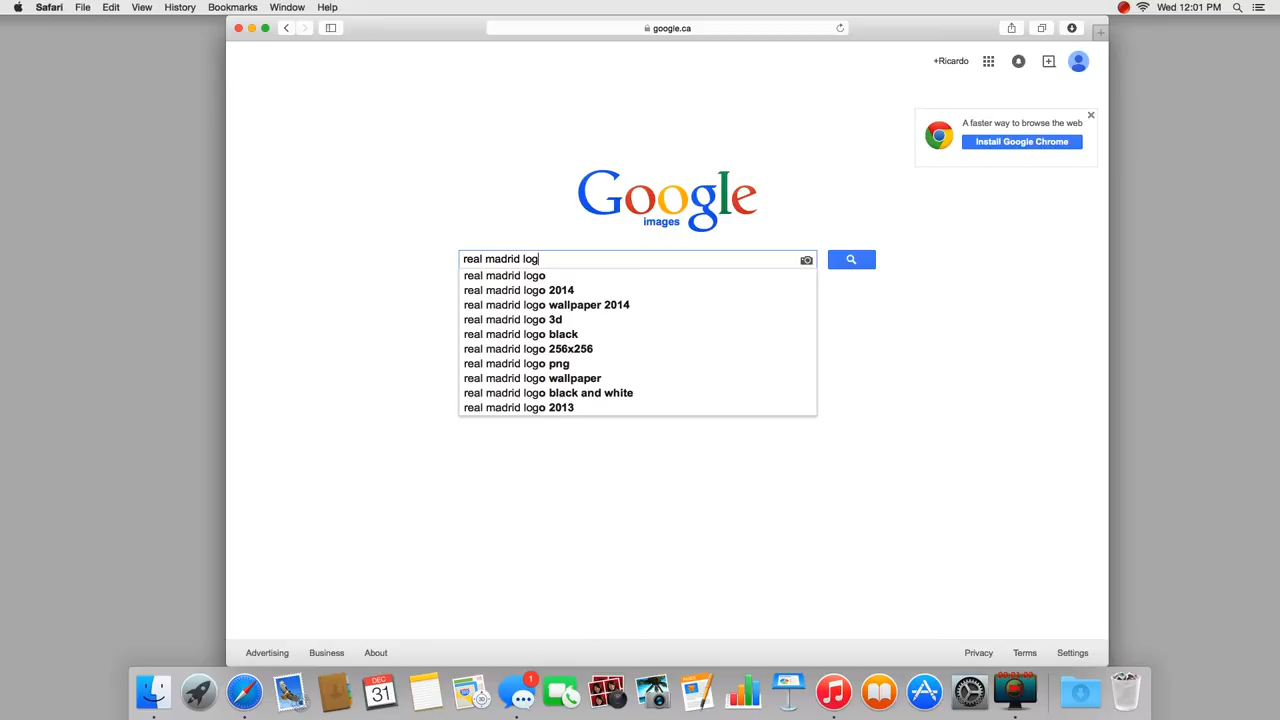 Safari File Edit View History Bookmarks Window Help Wed 12:01 PM
google.ca
+Ricardo
A faster way to browse the web
Install Google Chrome
Google
images
real madrid log
real madrid logo
real madrid logo 2014
real madrid logo wallpaper 2014
real madrid logo 3d
real madrid logo black
real madrid logo 256x256
real madrid logo png
real madrid logo wallpaper
real madrid logo black and white
real madrid logo 2013
Advertising Business About Privacy Terms Settings
DEC
31
1